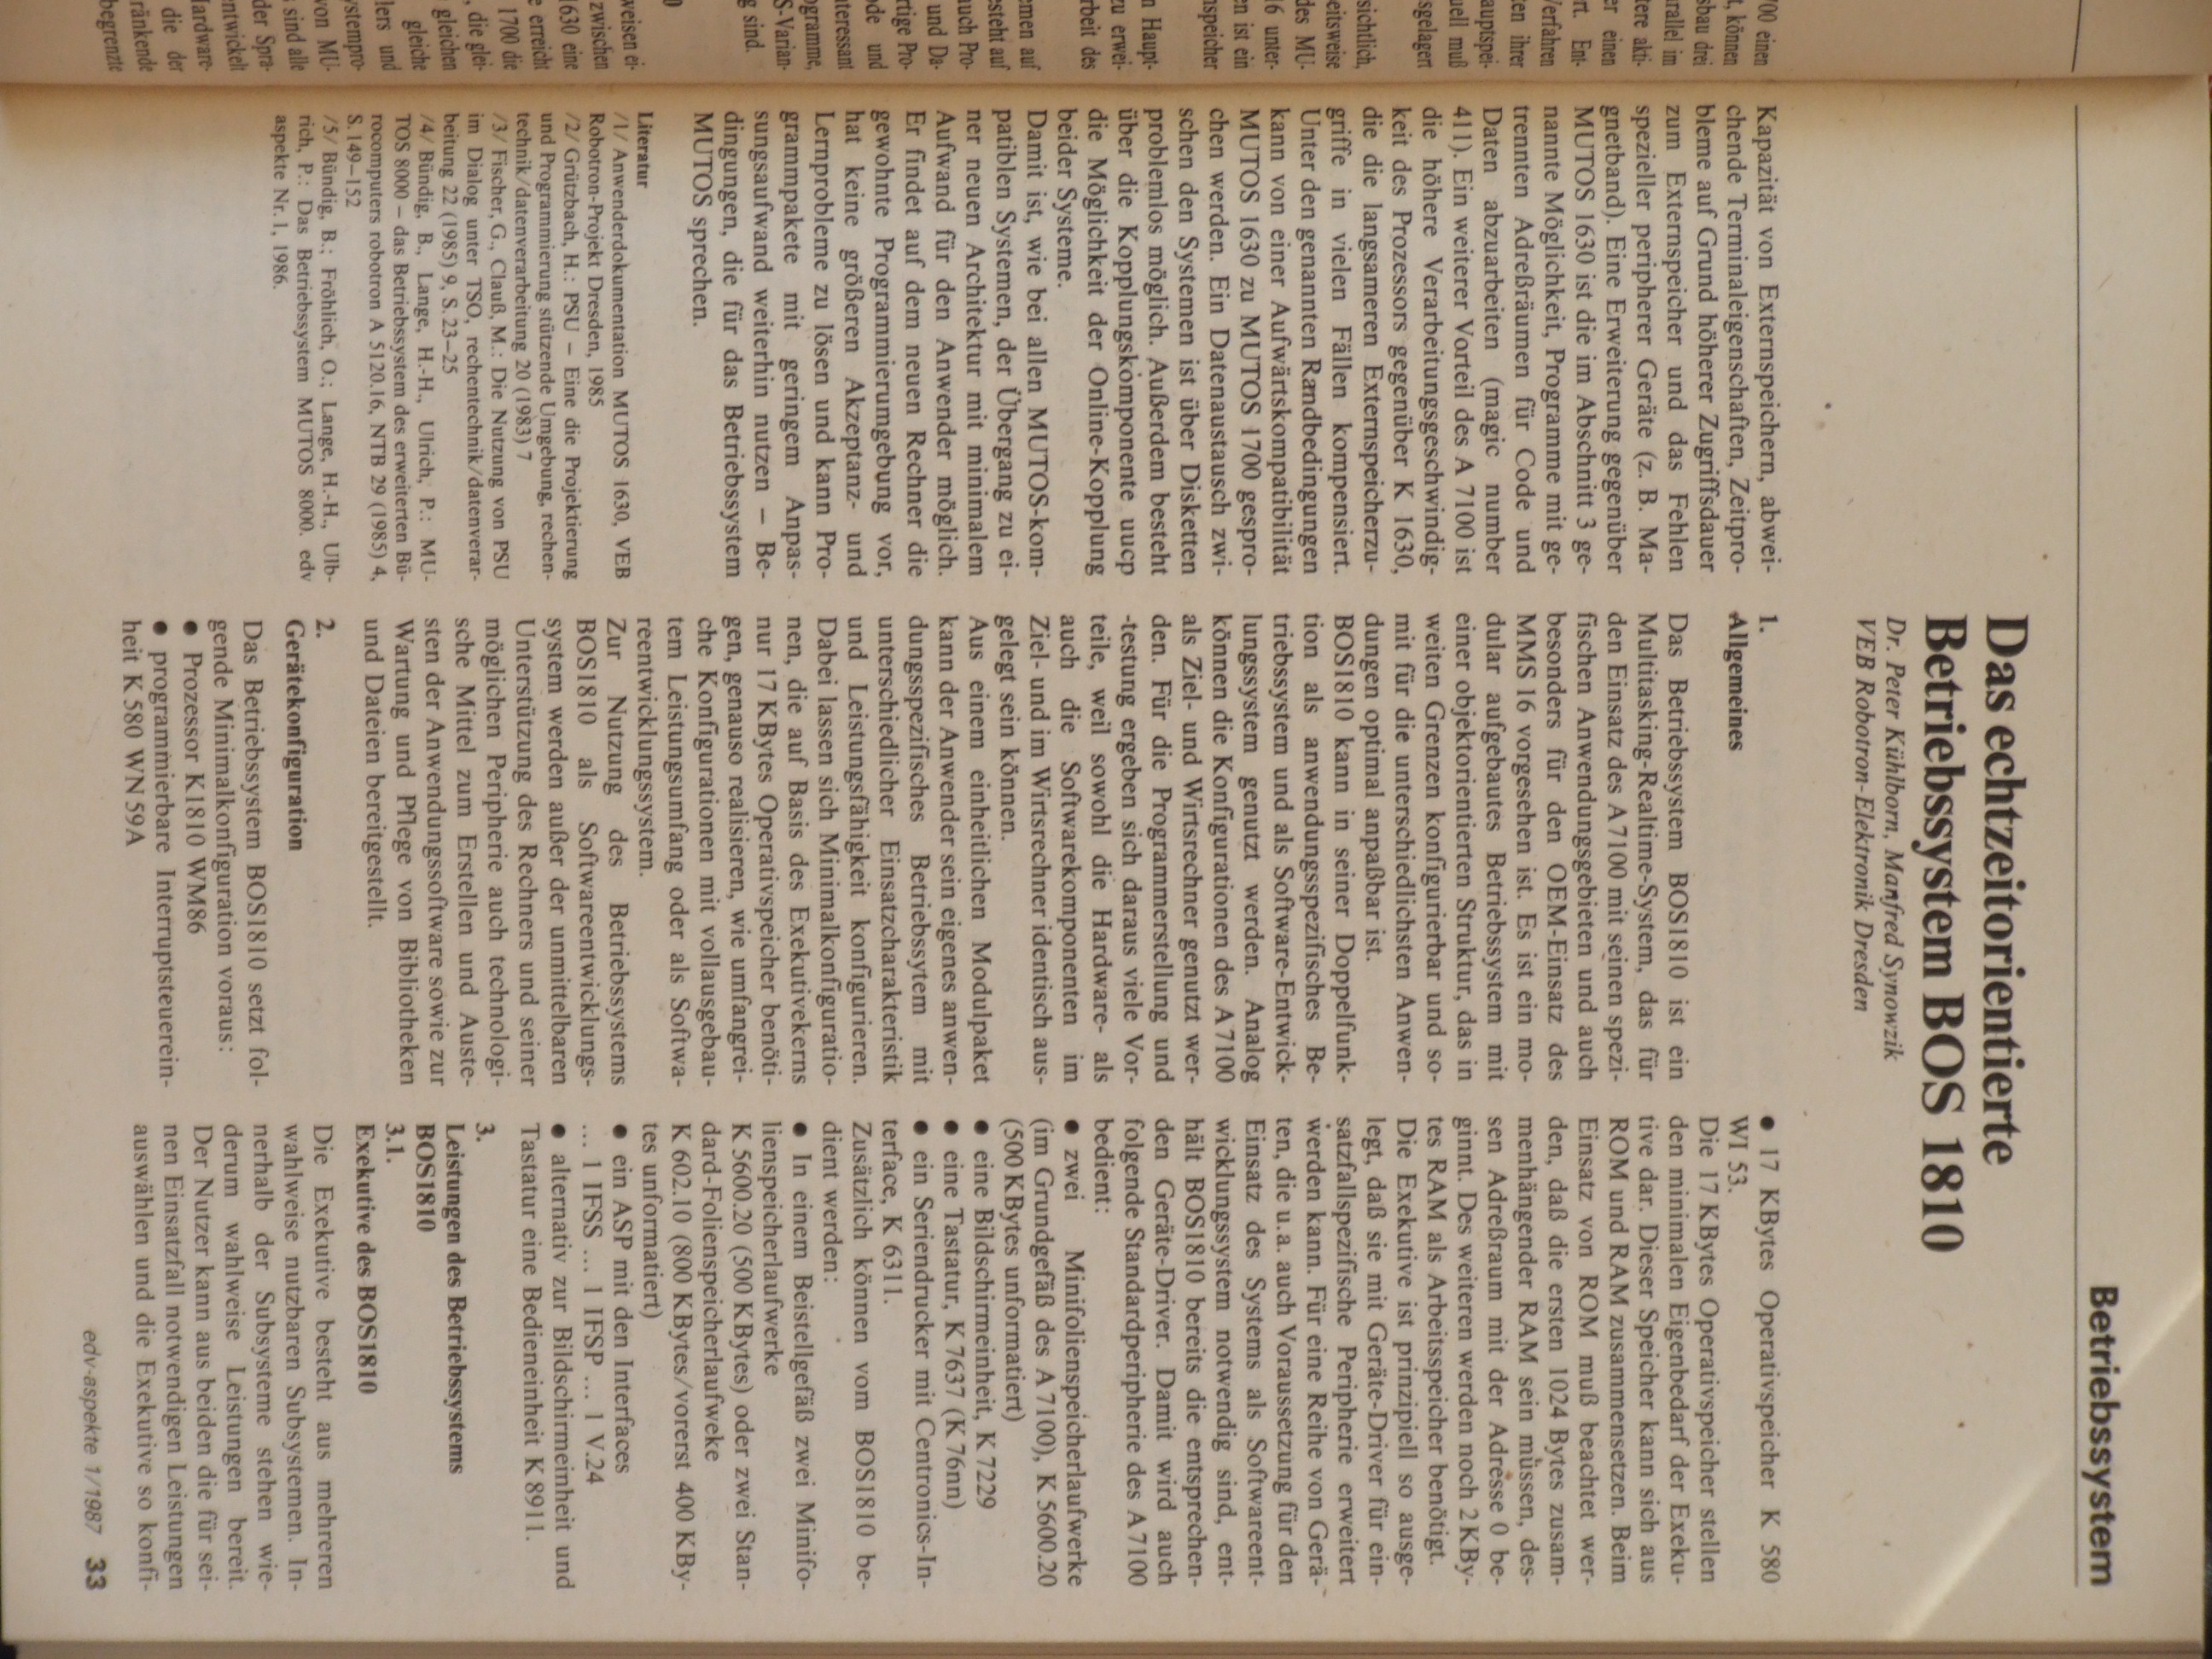 Betriebssystem
Kapazität von Externspeichern, abwei-
chende Terminaleigenschaften, Zeitpro-
bleme auf Grund höherer Zugriffsdauer
zum Externspeicher und das Fehlen
spezieller peripherer Geräte (z. B. Ma-
gnetband). Eine Erweiterung gegenüber
MUTOS 1630 ist die im Abschnitt 3 ge-
nannte Möglichkeit, Programme mit ge-
trennten Adreßräumen für Code und
Daten abzuarbeiten (magic number
411). Ein weiterer Vorteil des A 7100 ist
die höhere Verarbeitungsgeschwindig-
keit des Prozessors gegenüber K 1630,
die die langsameren Externspeicherzu-
griffe in vielen Fällen kompensiert.
Unter den genannten Randbedingungen
kann von einer Aufwärtskompatibilität
MUTOS 1630 zu MUTOS 1700 gespro-
chen werden. Ein Datenaustausch zwi-
schen den Systemen ist über Disketten
problemlos möglich. Außerdem besteht
über die Kopplungskomponente uucp
die Möglichkeit der Online-Kopplung
beider Systeme.
Damit ist, wie bei allen MUTOS-kom-
patiblen Systemen, der Übergang zu ei-
ner neuen Architektur mit minimalem
Aufwand für den Anwender möglich.
Er findet auf dem neuen Rechner die
gewohnte Programmierumgebung vor,
hat keine größeren Akzeptanz- und
Lernprobleme zu lösen und kann Pro-
grammpakete mit geringem Anpas-
sungsaufwand weiterhin nutzen – Be-
dingungen, die für das Betriebssystem
MUTOS sprechen.
Literatur
/1/ Anwenderdokumentation MUTOS 1630, VEB
Robotron-Projekt Dresden, 1985
/2/ Grützbach, H.: PSU – Eine die Projektierung
und Programmierung stützende Umgebung, rechen-
technik/datenverarbeitung 20 (1983) 7
/3/ Fischer, G., Clauß, M.: Die Nutzung von PSU
im Dialog unter TSO, rechentechnik/datenverar-
beitung 22 (1985) 9, S. 23–25
/4/ Bündig, B., Lange, H.-H., Ulrich, P.: MU-
TOS 8000 – das Betriebssystem des erweiterten Bü-
rocomputers robotron A 5120.16, NTB 29 (1985) 4,
S. 149–152
/5/ Bündig, B.; Fröhlich, O.; Lange, H.-H., Ulb-
rich, P.: Das Betriebssystem MUTOS 8000. edv
aspekte Nr. 1, 1986.
Das echtzeitorientierte
Betriebssystem BOS 1810
Dr. Peter Kühlborn, Manfred Synowzik
VEB Robotron-Elektronik Dresden
1.
Allgemeines
Das Betriebssystem BOS1810 ist ein
Multitasking-Realtime-System, das für
den Einsatz des A 7100 mit seinen spezi-
fischen Anwendungsgebieten und auch
besonders für den OEM-Einsatz des
MMS 16 vorgesehen ist. Es ist ein mo-
dular aufgebautes Betriebssystem mit
einer objektorientierten Struktur, das in
weiten Grenzen konfigurierbar und so-
mit für die unterschiedlichsten Anwen-
dungen optimal anpaßbar ist.
BOS1810 kann in seiner Doppelfunk-
tion als anwendungsspezifisches Be-
triebssystem und als Software-Entwick-
lungssystem genutzt werden. Analog
können die Konfigurationen des A 7100
als Ziel- und Wirtsrechner genutzt wer-
den. Für die Programmerstellung und
-testung ergeben sich daraus viele Vor-
teile, weil sowohl die Hardware- als
auch die Softwarekomponenten im
Ziel- und im Wirtsrechner identisch aus-
gelegt sein können.
Aus einem einheitlichen Modulpaket
kann der Anwender sein eigenes anwen-
dungsspezifisches Betriebssytem mit
unterschiedlicher Einsatzcharakteristik
und Leistungsfähigkeit konfigurieren.
Dabei lassen sich Minimalkonfiguratio-
nen, die auf Basis des Exekutivekerns
nur 17 KBytes Operativspeicher benöti-
gen, genauso realisieren, wie umfangrei-
che Konfigurationen mit vollausgebau-
tem Leistungsumfang oder als Softwa-
reentwicklungssystem.
Zur Nutzung des Betriebssystems
BOS1810 als Softwareentwicklungs-
system werden außer der unmittelbaren
Unterstützung des Rechners und seiner
möglichen Peripherie auch technologi-
sche Mittel zum Erstellen und Auste-
sten der Anwendungssoftware sowie zur
Wartung und Pflege von Bibliotheken
und Dateien bereitgestellt.
2.
Gerätekonfiguration
Das Betriebssystem BOS1810 setzt fol-
gende Minimalkonfiguration voraus:
● Prozessor K1810 WM86
● programmierbare Interruptsteuerein-
heit K 580 WN 59A
● 17 KBytes Operativspeicher K 580
WI 53.
Die 17 KBytes Operativspeicher stellen
den minimalen Eigenbedarf der Exeku-
tive dar. Dieser Speicher kann sich aus
ROM und RAM zusammensetzen. Beim
Einsatz von ROM muß beachtet wer-
den, daß die ersten 1024 Bytes zusam-
menhängender RAM sein müssen, des-
sen Adreßraum mit der Adresse 0 be-
ginnt. Des weiteren werden noch 2 KBy-
tes RAM als Arbeitsspeicher benötigt.
Die Exekutive ist prinzipiell so ausge-
legt, daß sie mit Geräte-Driver für ein-
satzfallspezifische Peripherie erweitert
werden kann. Für eine Reihe von Gerä-
ten, die u. a. auch Voraussetzung für den
Einsatz des Systems als Softwareent-
wicklungssystem notwendig sind, ent-
hält BOS1810 bereits die entsprechen-
den Geräte-Driver. Damit wird auch
folgende Standardperipherie des A 7100
bedient:
● zwei Minifolienspeicherlaufwerke
(im Grundgefäß des A 7100), K 5600.20
(500 KBytes unformatiert)
● eine Bildschirmeinheit, K 7229
● eine Tastatur, K 7637 (K 76nn)
● ein Seriendrucker mit Centronics-In-
terface, K 6311.
Zusätzlich können vom BOS1810 be-
dient werden:
● In einem Beistellgefäß zwei Minifo-
lienspeicherlaufwerke
K 5600.20 (500 KBytes) oder zwei Stan-
dard-Folienspeicherlaufweke
K 602.10 (800 KBytes/vorerst 400 KBy-
tes unformatiert)
● ein ASP mit den Interfaces
... 1 IFSS ... 1 IFSP ... 1 V.24
● alternativ zur Bildschirmeinheit und
Tastatur eine Bedieneinheit K 8911.
3.
Leistungen des Betriebssystems
BOS1810
3.1.
Exekutive des BOS1810
Die Exekutive besteht aus mehreren
wahlweise nutzbaren Subsystemen. In-
nerhalb der Subsysteme stehen wie-
derum wahlweise Leistungen bereit.
Der Nutzer kann aus beiden die für sei-
nen Einsatzfall notwendigen Leistungen
auswählen und die Exekutive so konfi-
edv-aspekte 1/1987 33